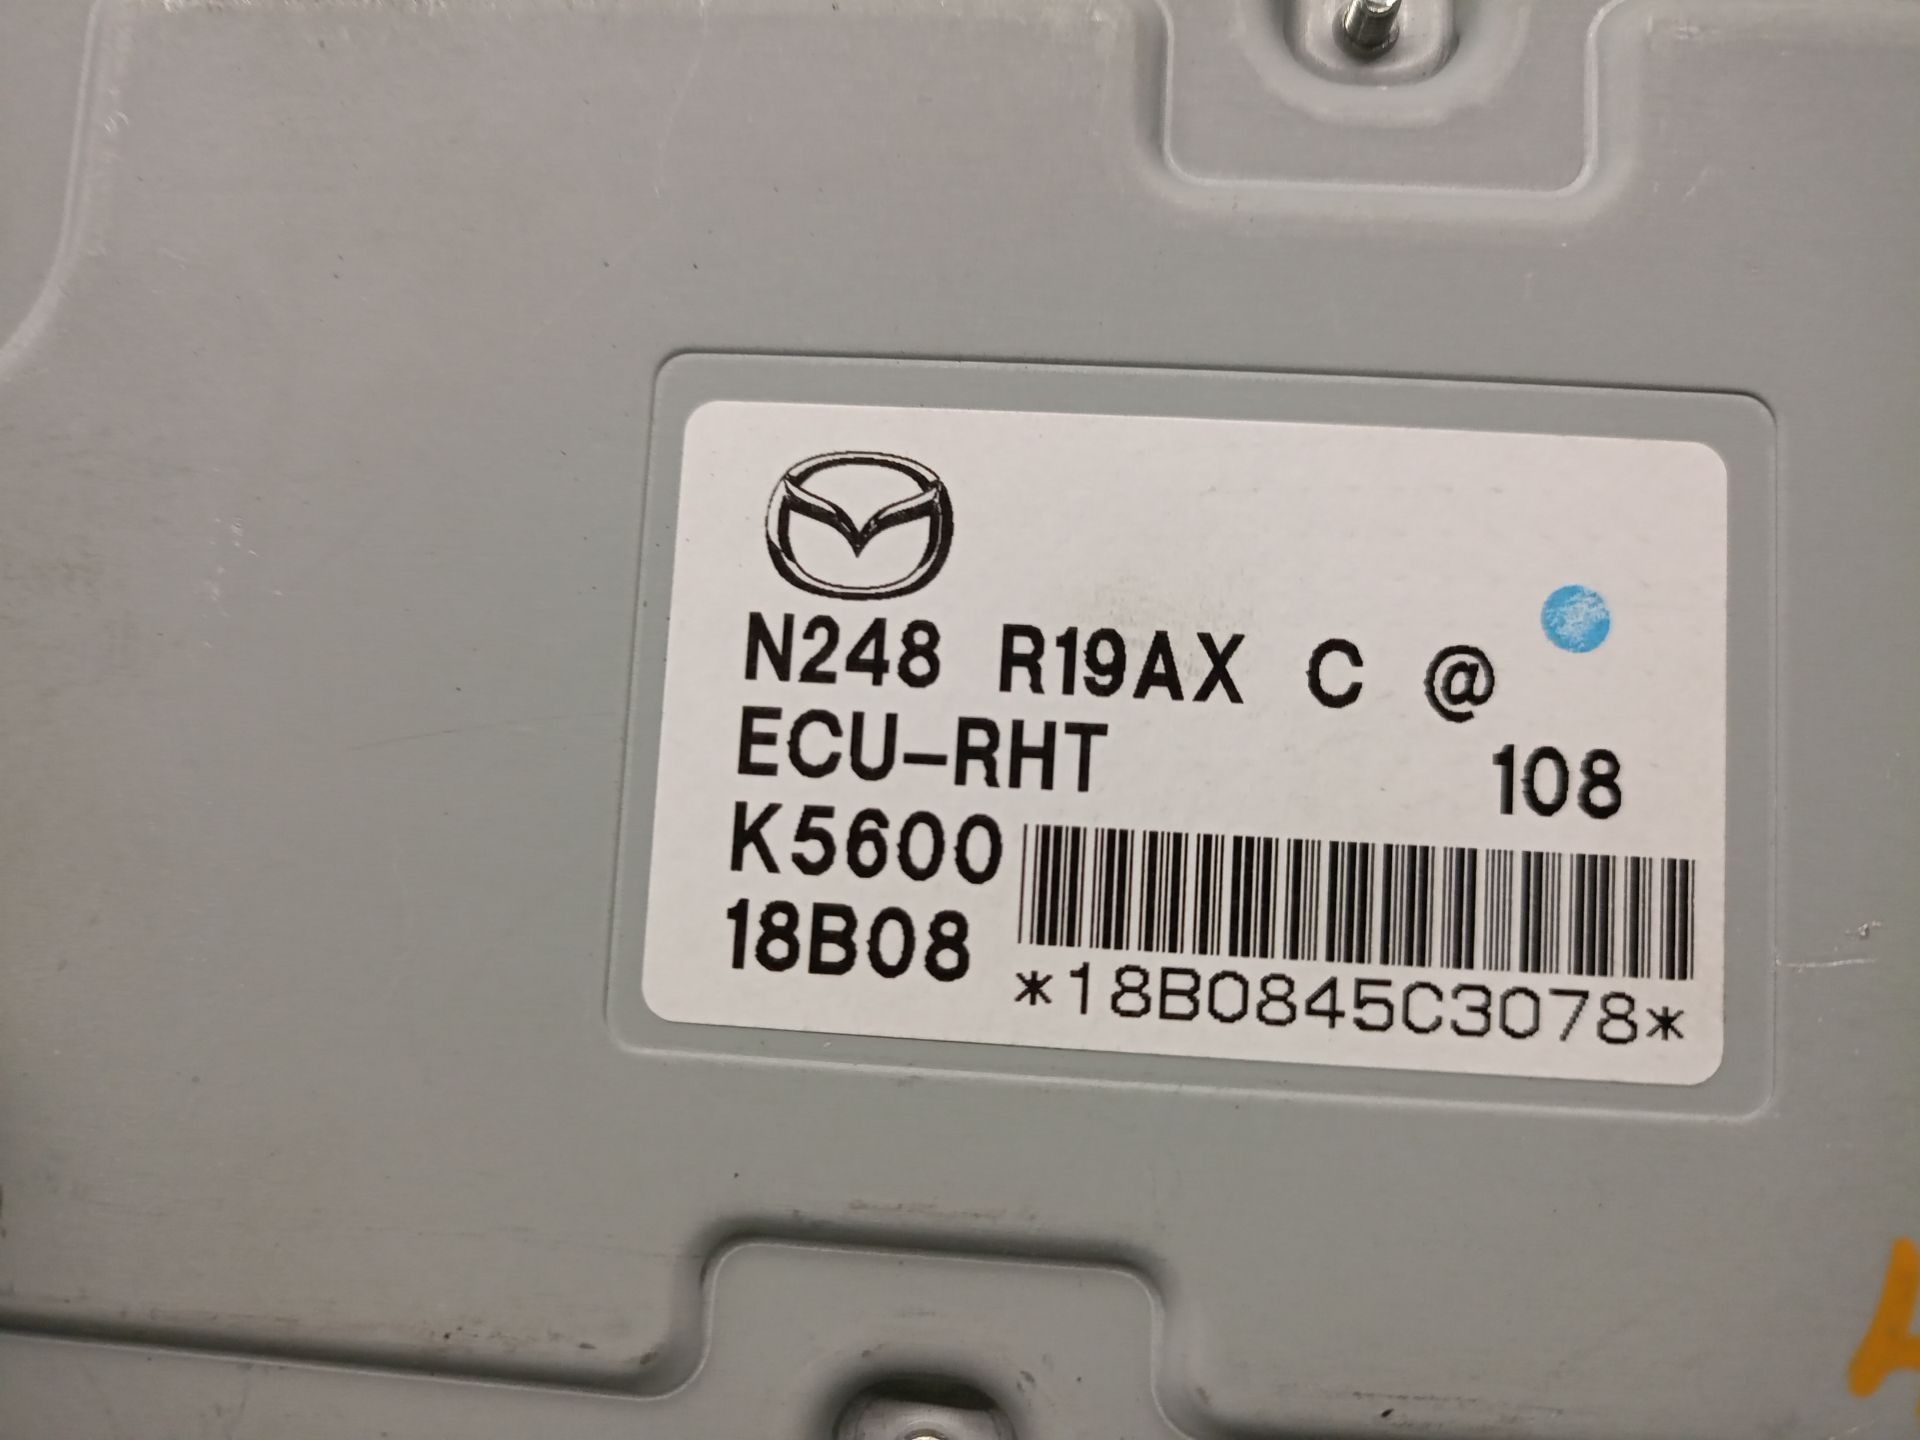 N248 R19AX C @
ECU-RHT 108
K5600
18B08
*18B0845C3078*